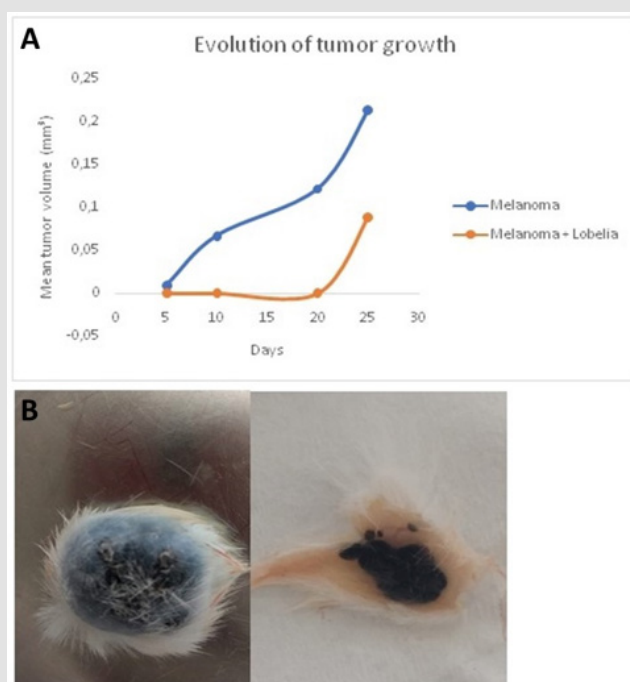 A
Evolution of tumor growth
0,25
0,2
0,15
0,1
0,05
0
-0,05
Mean tumor volume (mm³)
0 5 10 15 20 25 30
Days
Melanoma
Melanoma + Lobelia
B